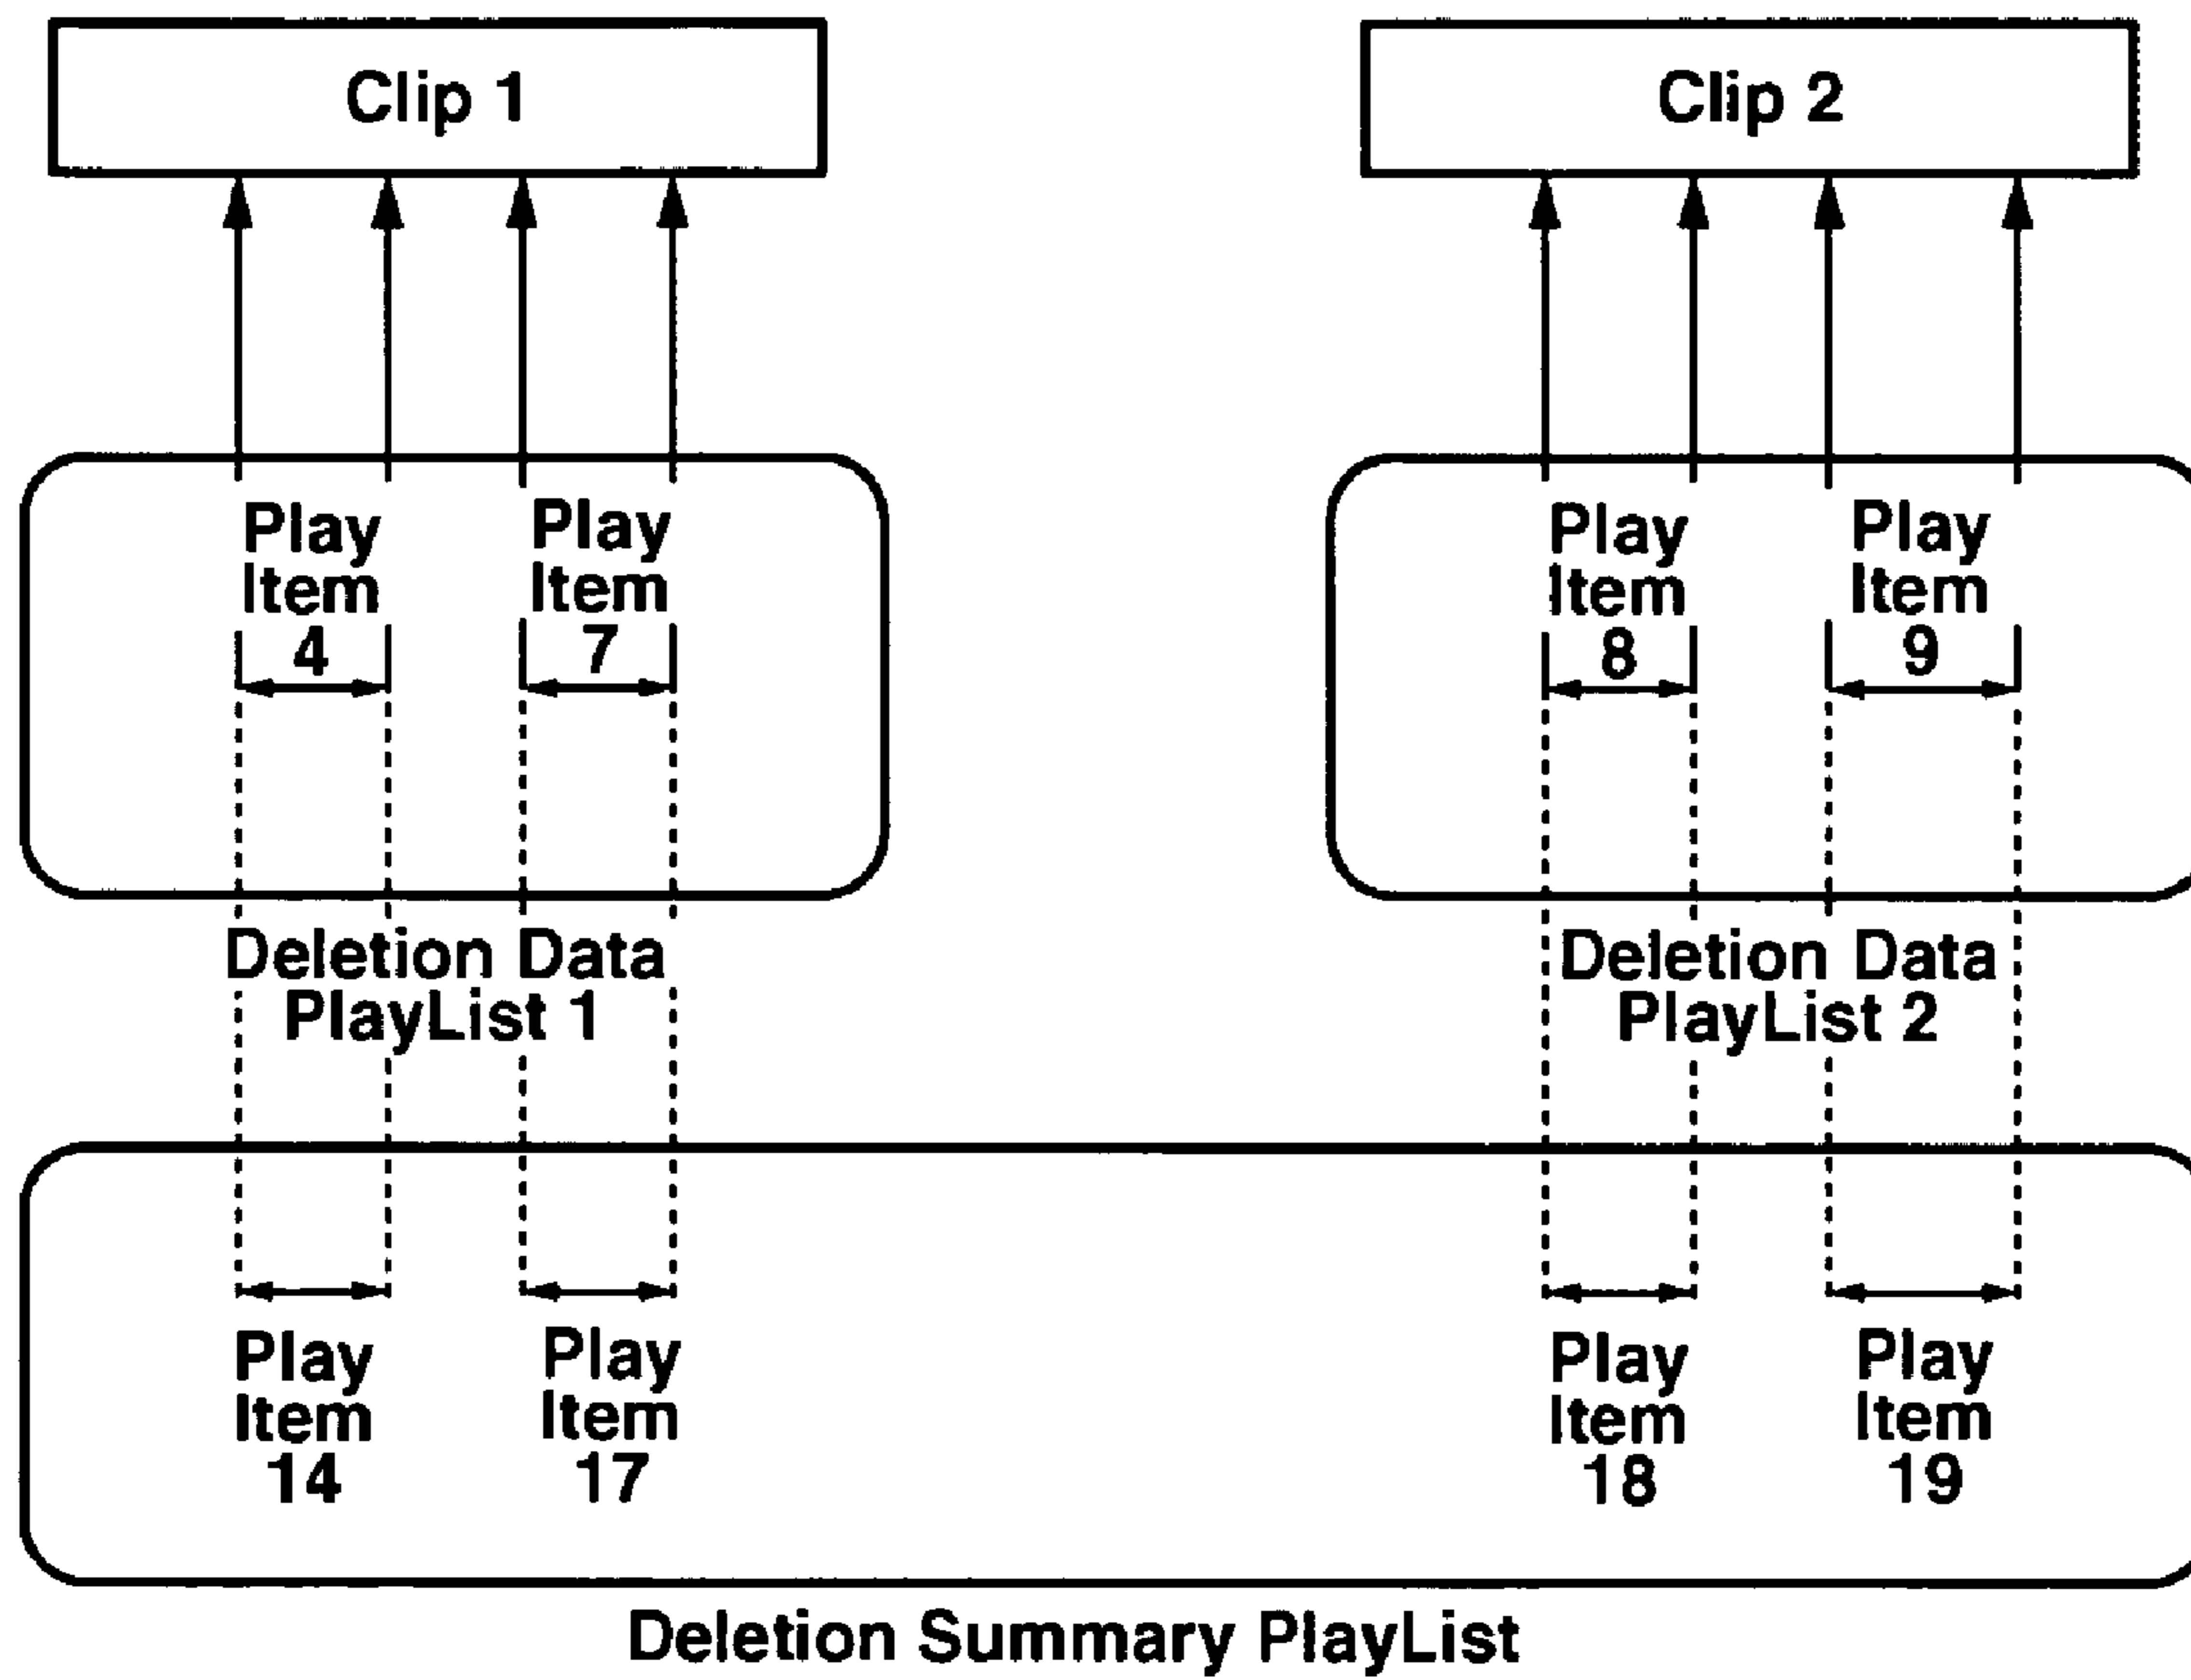 Clip 1
Clip 2
Play
Item
4
Play
Item
7
Play
Item
8
Play
Item
9
Deletion Data
PlayList 1
Deletion Data
PlayList 2
Play
Item
14
Play
Item
17
Play
Item
18
Play
Item
19
Deletion Summary PlayList